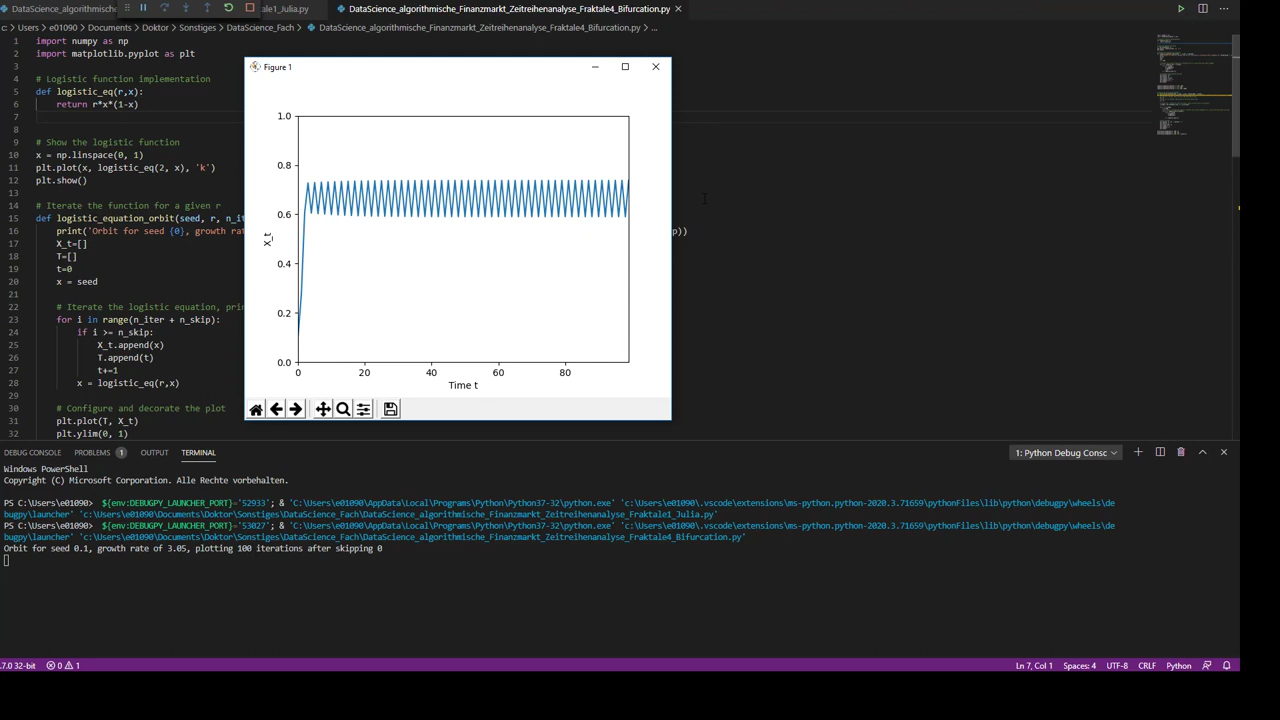 DataScience_algorithmisch
ale1_Julia.py
DataScience_algorithmische_Finanzmarkt_Zeitreihenanalyse_Fraktale4_Bifurcation.py
c: > Users > e01090 > Documents > Doktor > Sonstiges > DataScience_Fach > DataScience_algorithmische_Finanzmarkt_Zeitreihenanalyse_Fraktale4_Bifurcation.py > ...
1 import numpy as np
2 import matplotlib.pyplot as plt
3
4 # Logistic function implementation
5 def logistic_eq(r,x):
6 return r*x*(1-x)
7
8
9 # Show the logistic function
10 x = np.linspace(0, 1)
11 plt.plot(x, logistic_eq(2, x), 'k')
12 plt.show()
13
14 # Iterate the function for a given r
15 def logistic_equation_orbit(seed, r, n_it
16 print('Orbit for seed {0}, growth rat p))
17 X_t=[]
18 T=[]
19 t=0
20 x = seed
21
22 # Iterate the logistic equation, prin
23 for i in range(n_iter + n_skip):
24 if i >= n_skip:
25 X_t.append(x)
26 T.append(t)
27 t+=1
28 x = logistic_eq(r,x)
29
30 # Configure and decorate the plot
31 plt.plot(T, X_t)
32 plt.ylim(0, 1)
Figure 1
1.0
0.8
0.6
X_t
0.4
0.2
0.0
0 20 40 60 80
Time t
DEBUG CONSOLE PROBLEMS 1 OUTPUT TERMINAL 1: Python Debug Consc
Windows PowerShell
Copyright (C) Microsoft Corporation. Alle Rechte vorbehalten.
PS C:\Users\e01090> ${env:DEBUGPY_LAUNCHER_PORT}='52933'; & 'C:\Users\e01090\AppData\Local\Programs\Python\Python37-32\python.exe' 'c:\Users\e01090\.vscode\extensions\ms-python.python-2020.3.71659\pythonFiles\lib\python\debugpy\wheels\de
bugpy\launcher' 'c:\Users\e01090\Documents\Doktor\Sonstiges\DataScience_Fach\DataScience_algorithmische_Finanzmarkt_Zeitreihenanalyse_Fraktale1_Julia.py'
PS C:\Users\e01090> ${env:DEBUGPY_LAUNCHER_PORT}='53027'; & 'C:\Users\e01090\AppData\Local\Programs\Python\Python37-32\python.exe' 'c:\Users\e01090\.vscode\extensions\ms-python.python-2020.3.71659\pythonFiles\lib\python\debugpy\wheels\de
bugpy\launcher' 'c:\Users\e01090\Documents\Doktor\Sonstiges\DataScience_Fach\DataScience_algorithmische_Finanzmarkt_Zeitreihenanalyse_Fraktale4_Bifurcation.py'
Orbit for seed 0.1, growth rate of 3.05, plotting 100 iterations after skipping 0
.7.0 32-bit 0 1 Ln 7, Col 1 Spaces: 4 UTF-8 CRLF Python